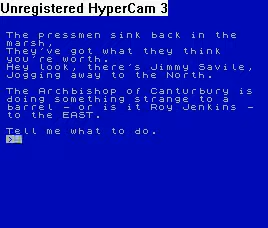 Unregistered HyperCam 3
The pressmen sink back in the
marsh,
They've got what they think
you're worth.
Hey look, there's Jimmy Savile,
Jogging away to the North.
The Archbishop of Canturbury is
doing something strange to a
barrel - or is it Roy Jenkins -
to the EAST.
Tell me what to do.
>